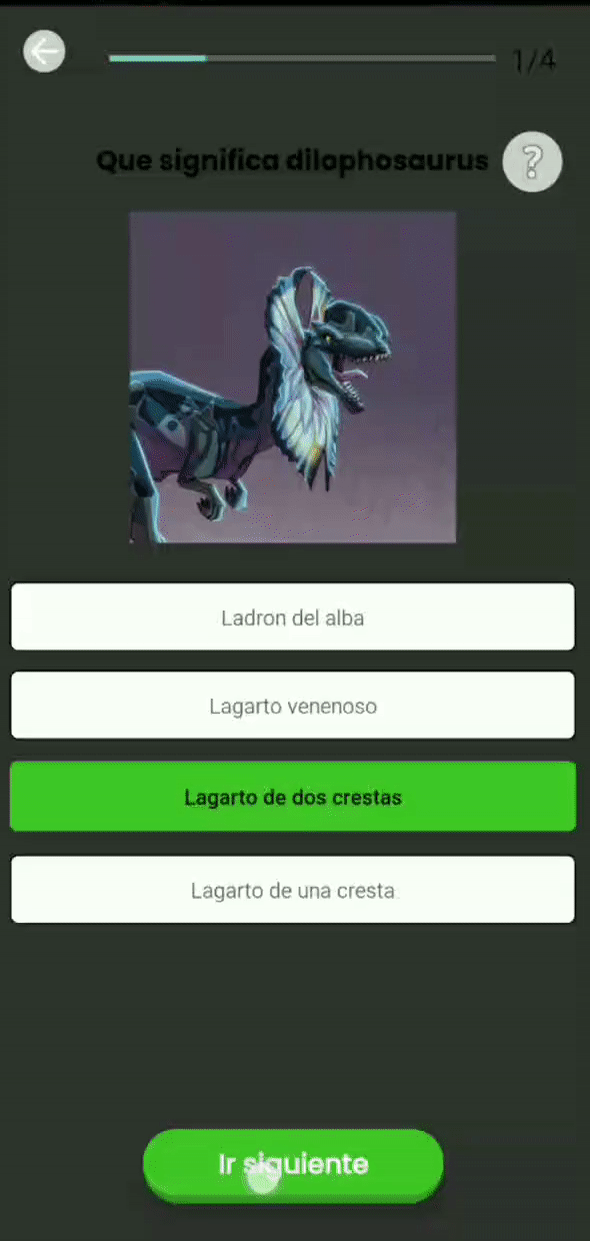 1/4
Que significa dilophosaurus
?
Ladron del alba
Lagarto venenoso
Lagarto de dos crestas
Lagarto de una cresta
Ir siguiente